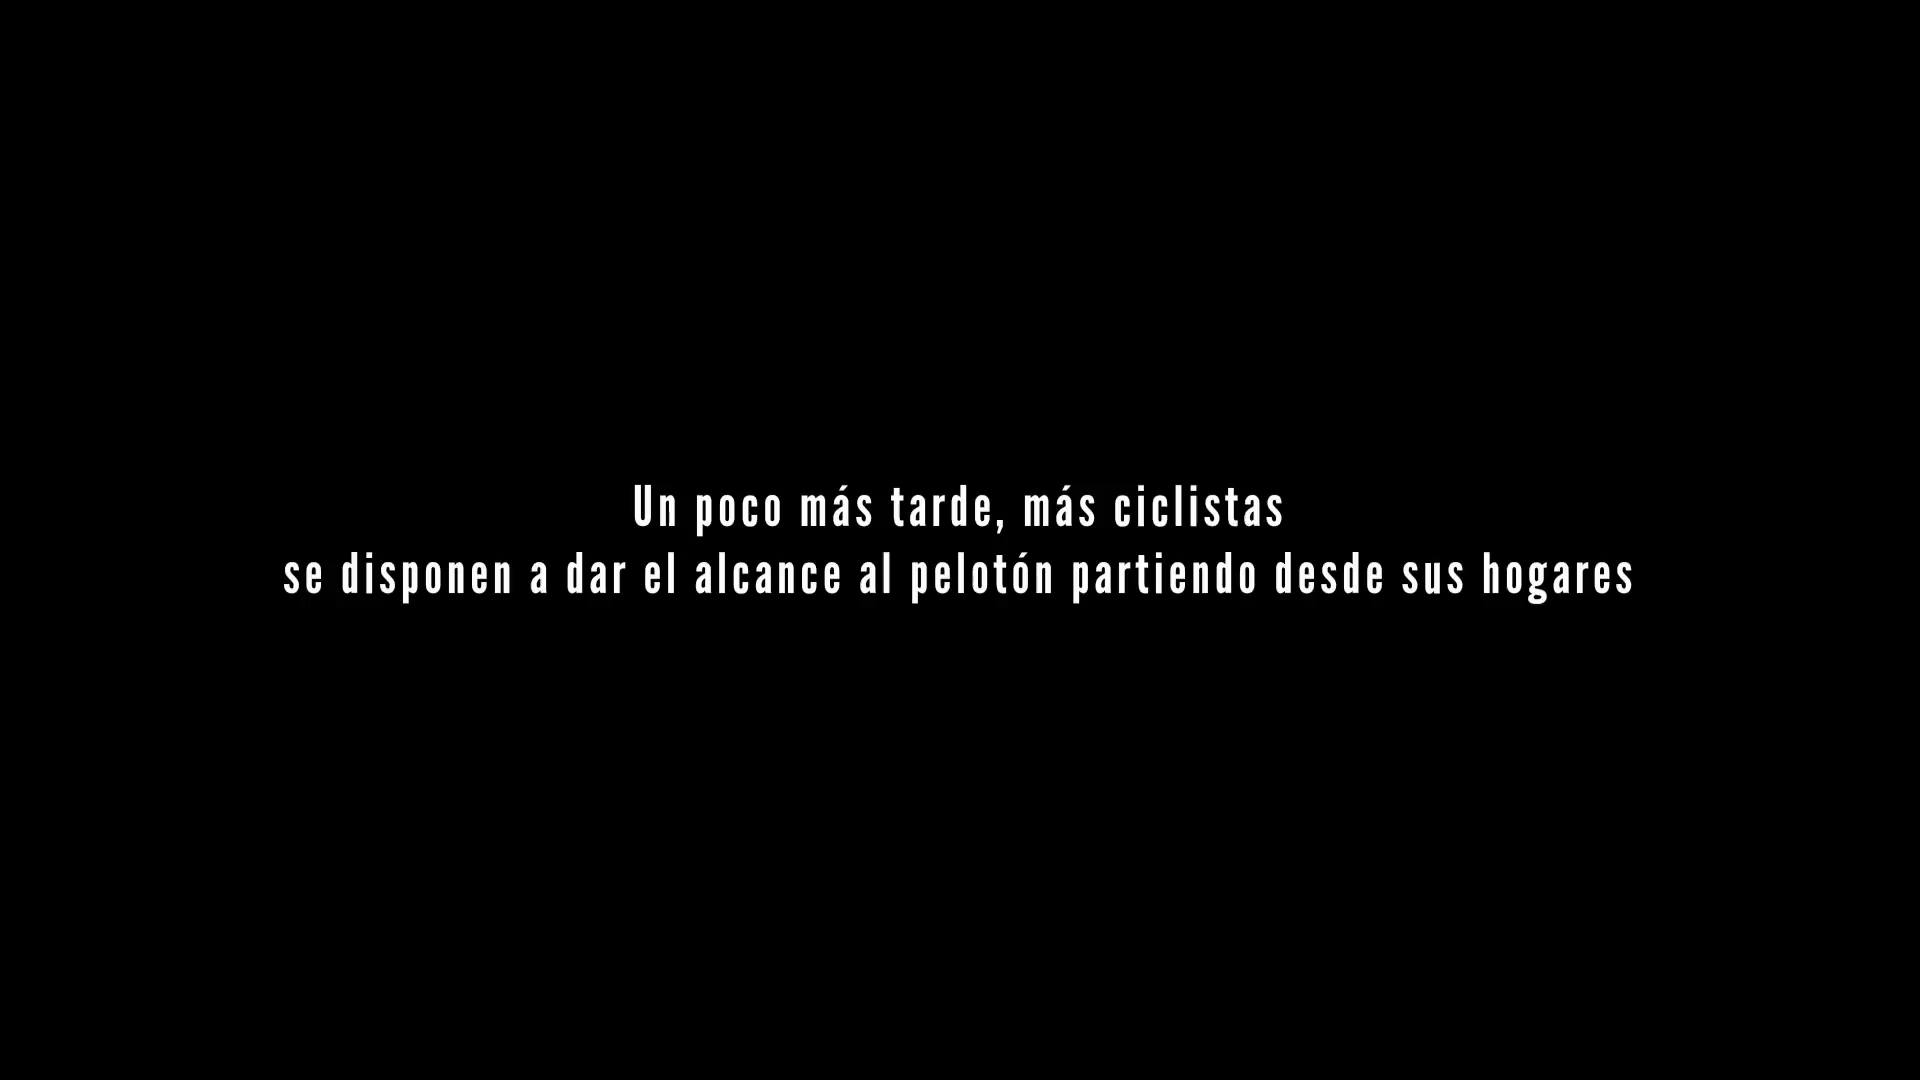 Un poco más tarde, más ciclistas
se disponen a dar el alcance al pelotón partiendo desde sus hogares